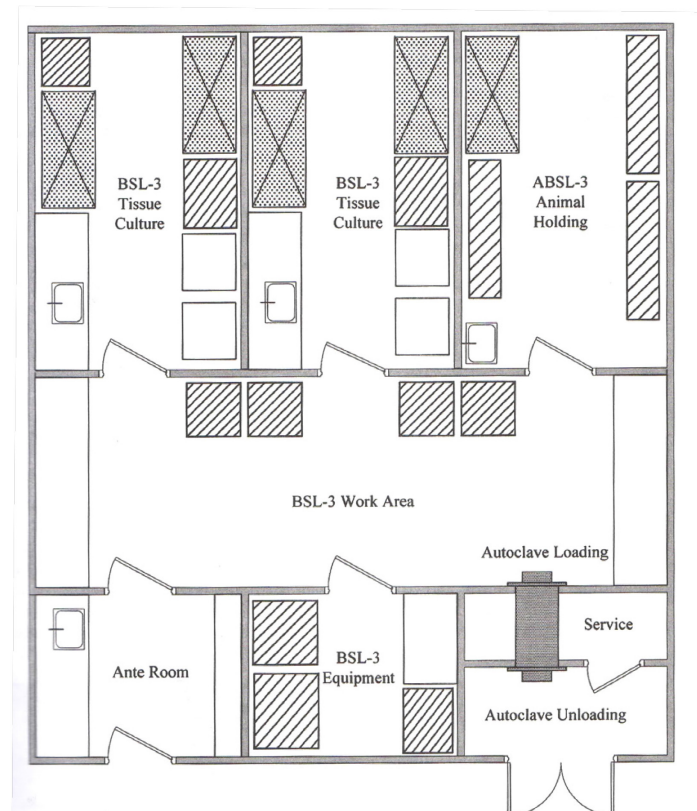 BSL-3
Tissue
Culture
BSL-3
Tissue
Culture
ABSL-3
Animal
Holding
BSL-3 Work Area
Autoclave Loading
Service
Ante Room
BSL-3
Equipment
Autoclave Unloading